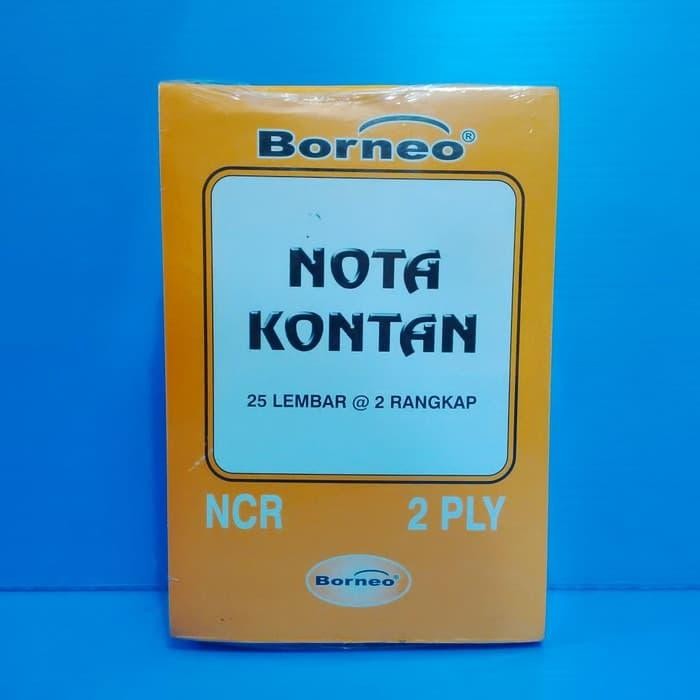 Borneo®
NOTA
KONTAN
25 LEMBAR @ 2 RANGKAP
NCR 2 PLY
Borneo®